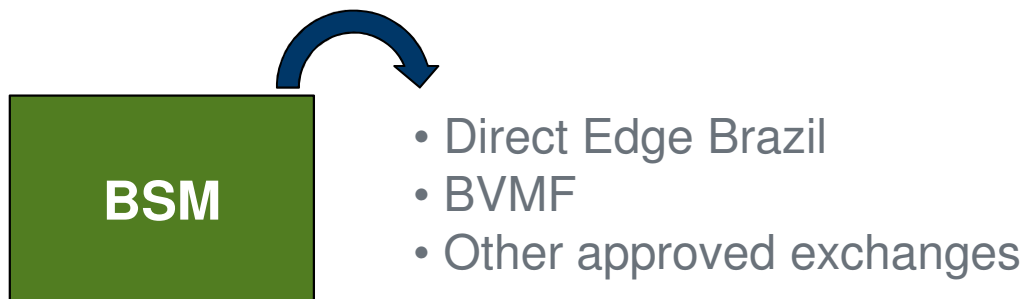 BSM
• Direct Edge Brazil
• BVMF
• Other approved exchanges